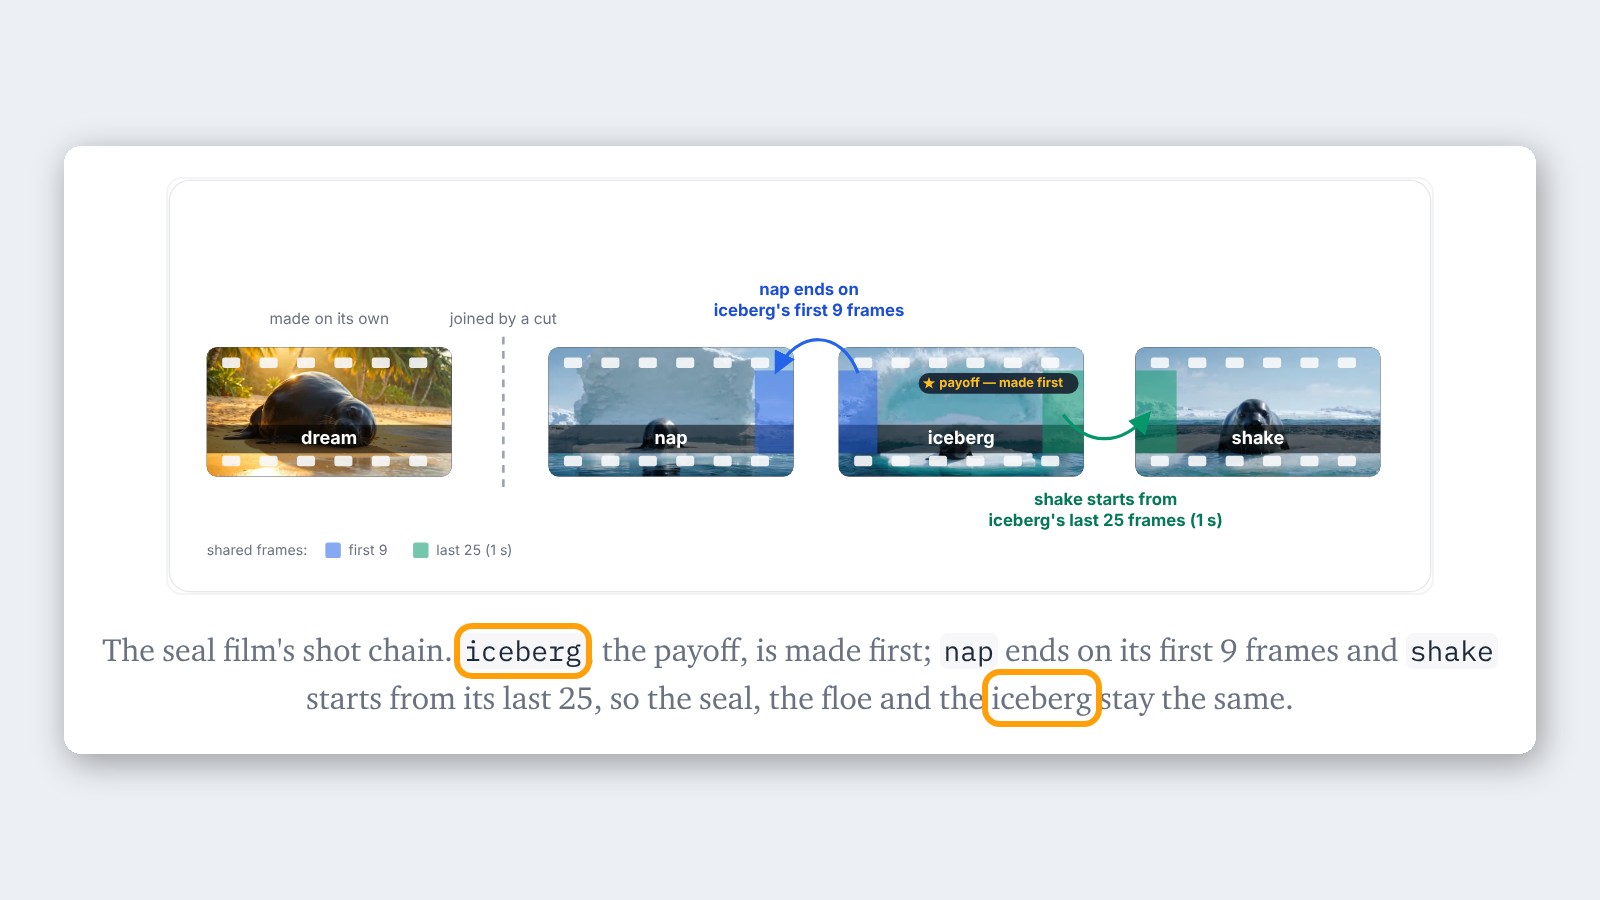 nap ends on
iceberg's first 9 frames
made on its own
joined by a cut
★ payoff — made first
dream
nap
iceberg
shake
shake starts from
iceberg's last 25 frames (1 s)
shared frames: first 9 last 25 (1 s)
The seal film's shot chain. iceberg, the payoff, is made first; nap ends on its first 9 frames and shake
starts from its last 25, so the seal, the floe and the iceberg stay the same.